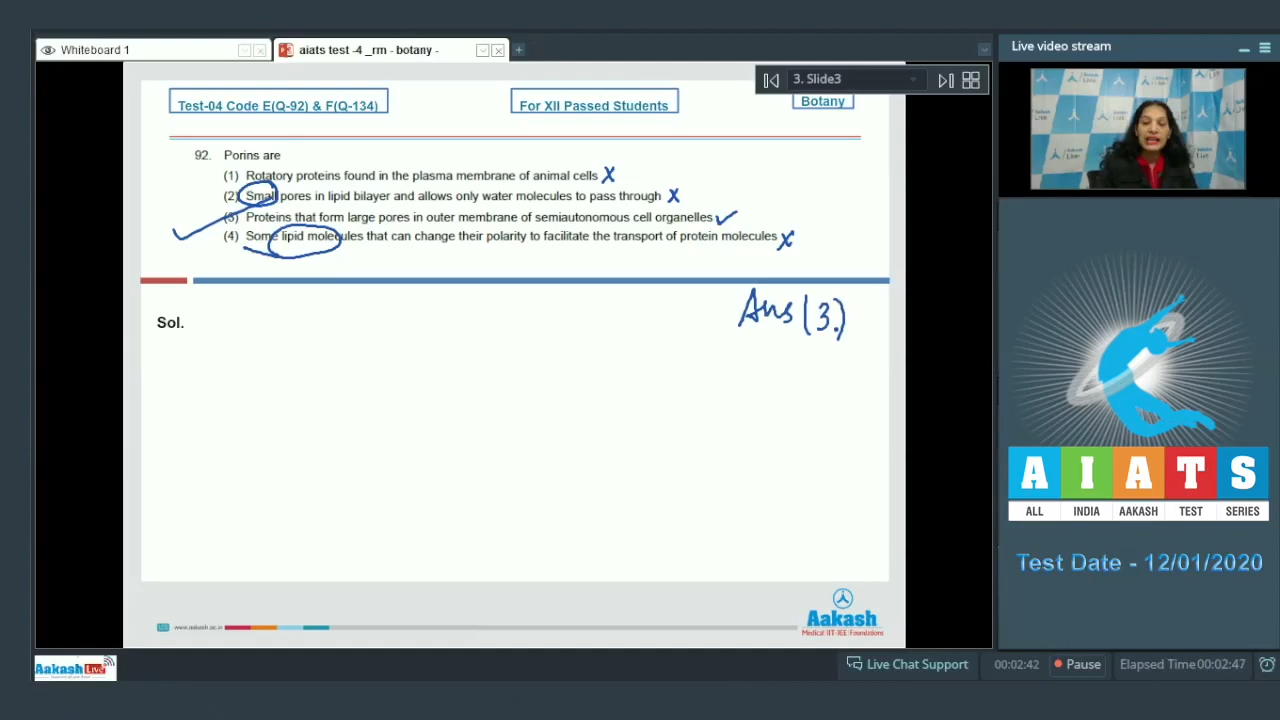 Whiteboard 1
aiats test -4 _rm - botany -
Live video stream
3. Slide3
Test-04 Code E(Q-92) & F(Q-134)
For XII Passed Students
Botany
92. Porins are
(1) Rotatory proteins found in the plasma membrane of animal cells X
(2) Small pores in lipid bilayer and allows only water molecules to pass through X
(3) Proteins that form large pores in outer membrane of semiautonomous cell organelles ✓
(4) Some lipid molecules that can change their polarity to facilitate the transport of protein molecules X
Ans (3.)
Sol.
A I A T S
ALL INDIA AAKASH TEST SERIES
Test Date - 12/01/2020
www.aakash.ac.in
Aakash
Medical IIT-JEE Foundations
Aakash Live
Live Chat Support
00:02:42
Pause
Elapsed Time 00:02:47